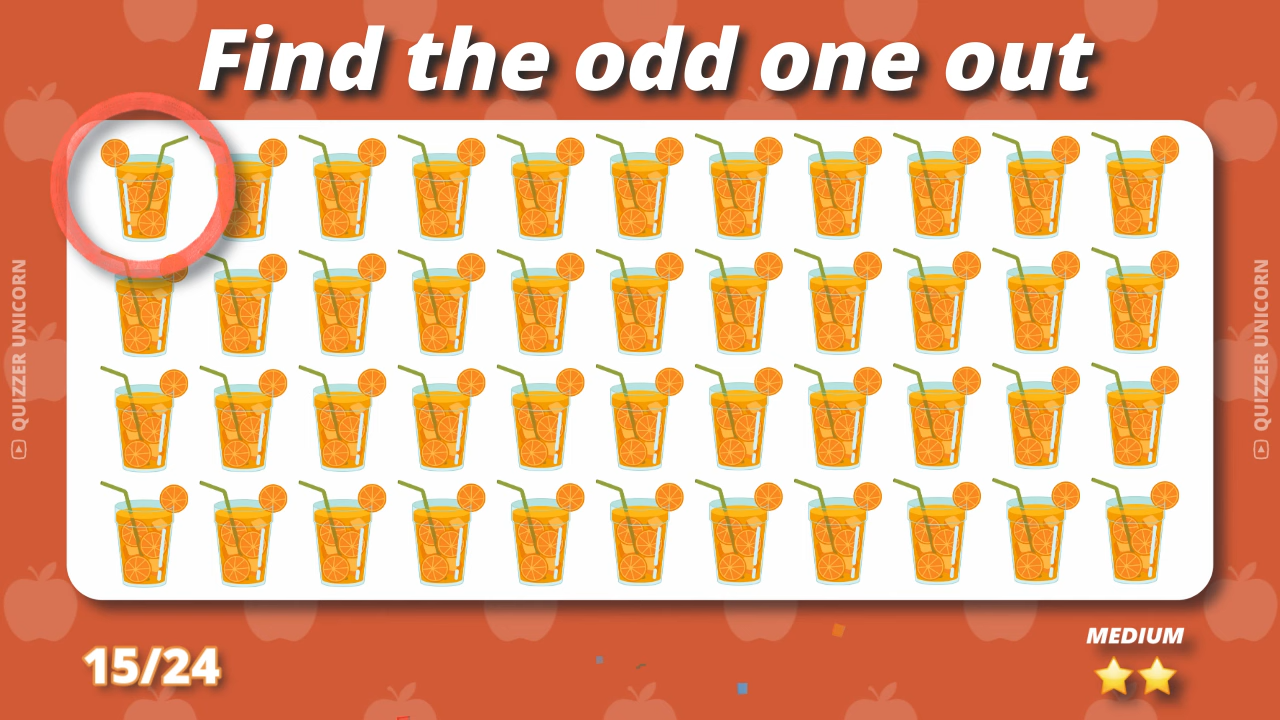 Find the odd one out
QUIZZER UNICORN
QUIZZER UNICORN
15/24
MEDIUM